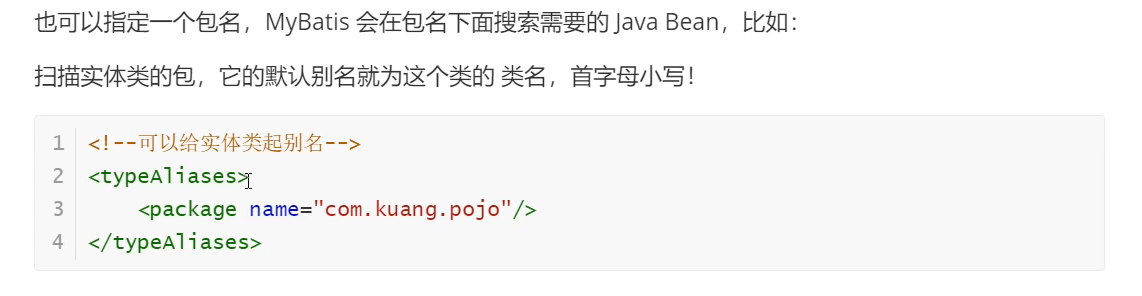 也可以指定一个包名，MyBatis 会在包名下面搜索需要的 Java Bean，比如：
扫描实体类的包，它的默认别名就为这个类的 类名，首字母小写！
1 <!--可以给实体类起别名-->
2 <typeAliases>
3     <package name="com.kuang.pojo"/>
4 </typeAliases>